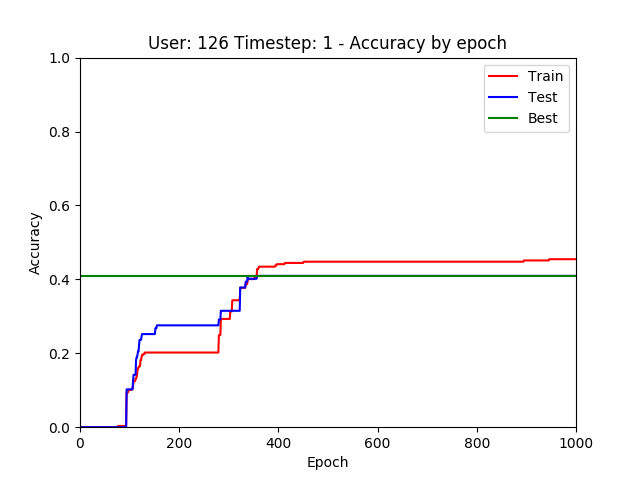 User: 126 Timestep: 1 - Accuracy by epoch
1.0
0.8
0.6
0.4
0.2
0.0
Accuracy
Train
Test
Best
0 200 400 600 800 1000
Epoch